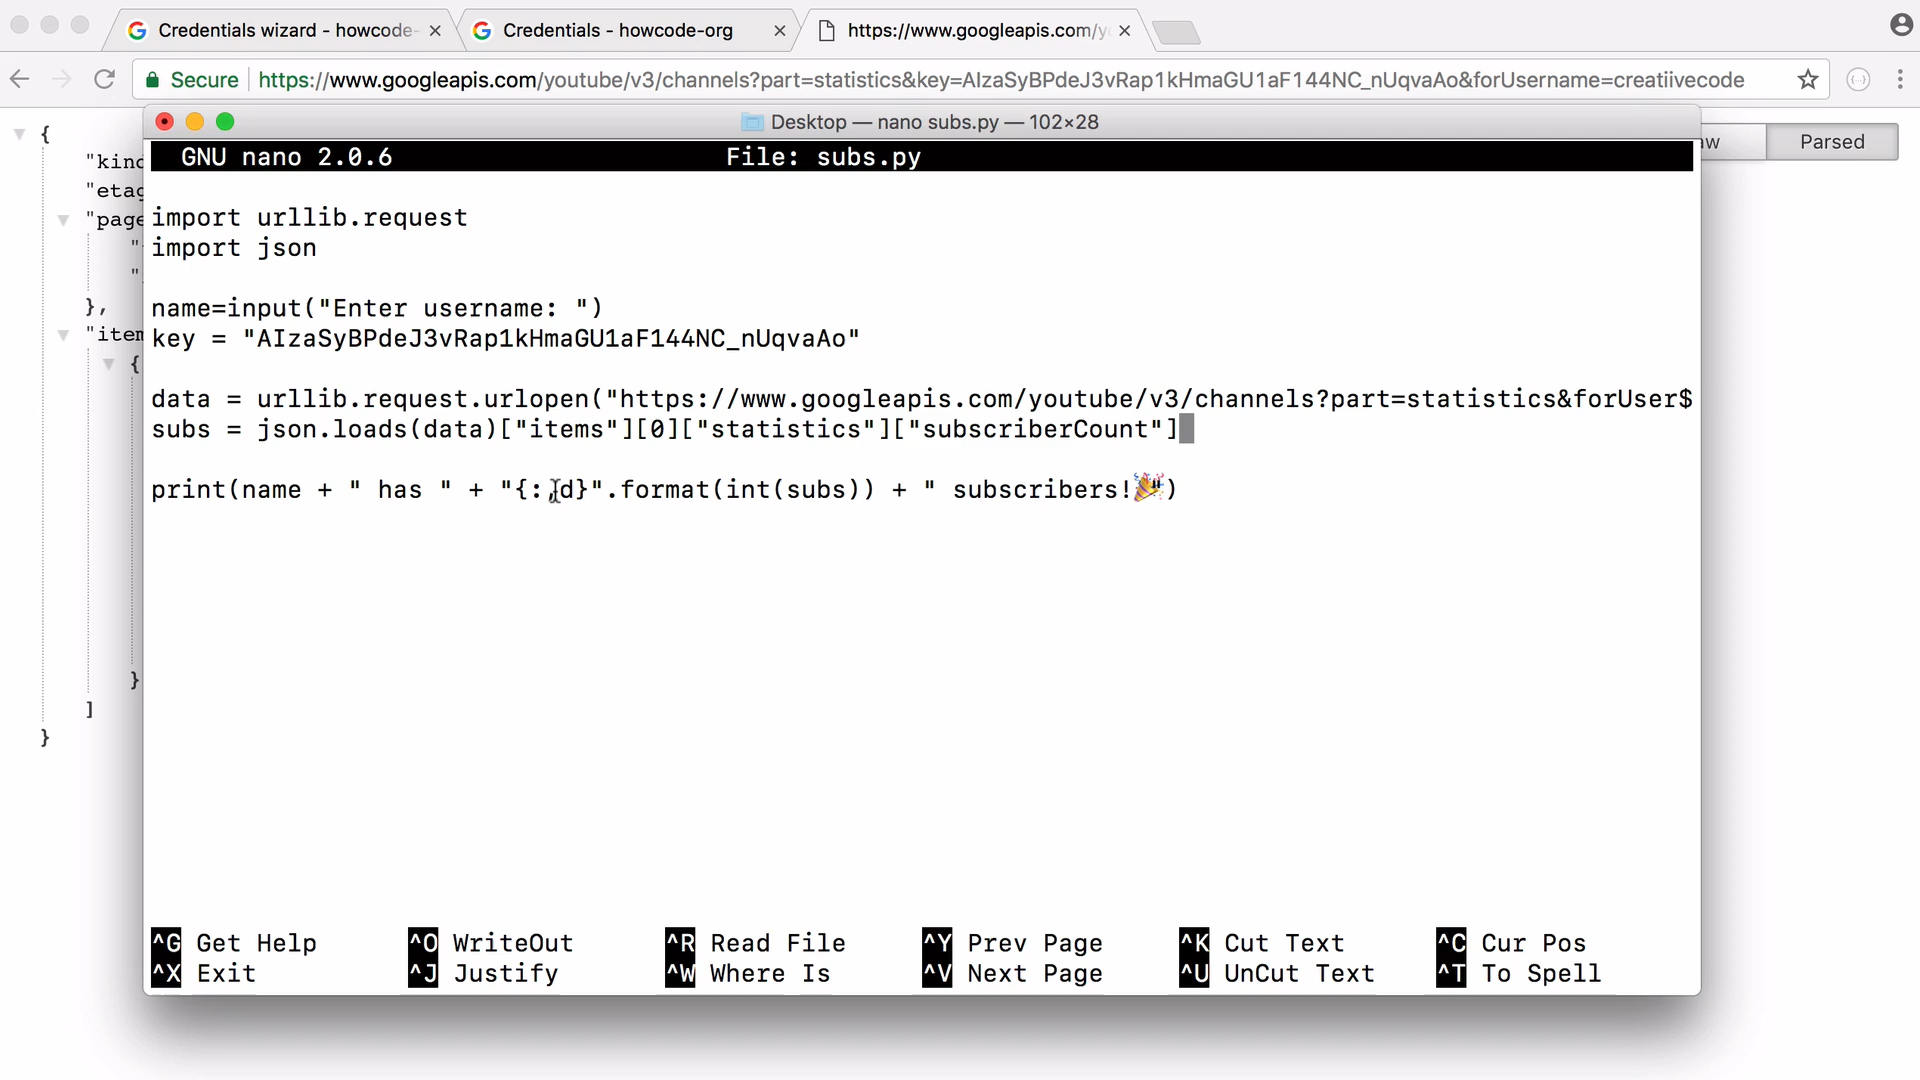 Credentials wizard - howcode-
Credentials - howcode-org
https://www.googleapis.com/y
Secure https://www.googleapis.com/youtube/v3/channels?part=statistics&key=AIzaSyBPdeJ3vRap1kHmaGU1aF144NC_nUqvaAo&forUsername=creatiivecode
Desktop — nano subs.py — 102×28
Parsed
{
"kind
"etag
"page
"
"
},
"item
{
}
]
}
GNU nano 2.0.6 File: subs.py
import urllib.request
import json
name=input("Enter username: ")
key = "AIzaSyBPdeJ3vRap1kHmaGU1aF144NC_nUqvaAo"
data = urllib.request.urlopen("https://www.googleapis.com/youtube/v3/channels?part=statistics&forUser$
subs = json.loads(data)["items"][0]["statistics"]["subscriberCount"]
print(name + " has " + "{:,d}".format(int(subs)) + " subscribers!🎉")
^G Get Help ^O WriteOut ^R Read File ^Y Prev Page ^K Cut Text ^C Cur Pos
^X Exit ^J Justify ^W Where Is ^V Next Page ^U UnCut Text ^T To Spell